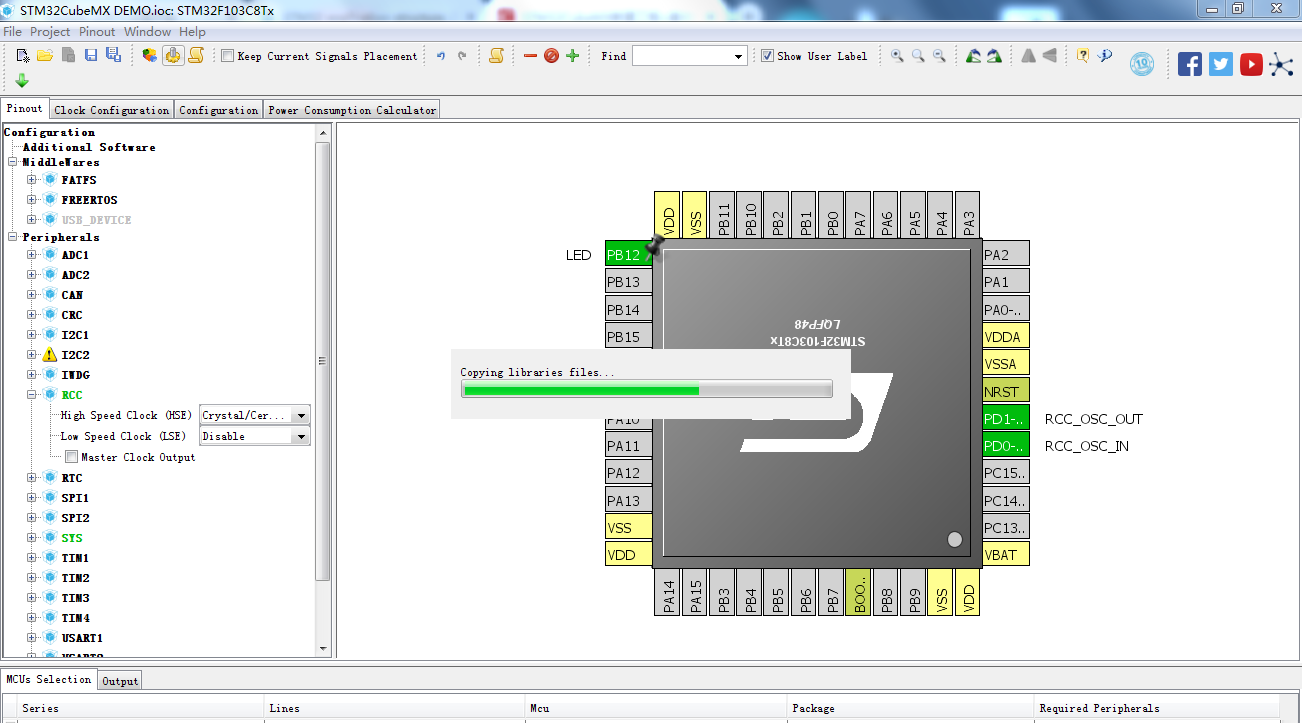 STM32CubeMX DEMO.ioc: STM32F103C8Tx
File Project Pinout Window Help
Keep Current Signals Placement
Find
Show User Label
10
Pinout
Clock Configuration
Configuration
Power Consumption Calculator
Configuration
Additional Software
MiddleWares
FATFS
FREERTOS
USB_DEVICE
Peripherals
ADC1
ADC2
CAN
CRC
I2C1
I2C2
IWDG
RCC
High Speed Clock (HSE) Crystal/Cer...
Low Speed Clock (LSE) Disable
Master Clock Output
RTC
SPI1
SPI2
SYS
TIM1
TIM2
TIM3
TIM4
USART1
VDD
VSS
PB11
PB10
PB2
PB1
PB0
PA7
PA6
PA5
PA4
PA3
LED
PB12
PB13
PB14
PB15
PA10
PA11
PA12
PA13
VSS
VDD
STM32F103C8Tx
LQFP48
Copying libraries files...
PA2
PA1
PA0-..
VDDA
VSSA
NRST
PD1-.. RCC_OSC_OUT
PD0-.. RCC_OSC_IN
PC15..
PC14..
PC13..
VBAT
PA14
PA15
PB3
PB4
PB5
PB6
PB7
BOO..
PB8
PB9
VSS
VDD
MCUs Selection
Output
Series
Lines
Mcu
Package
Required Peripherals